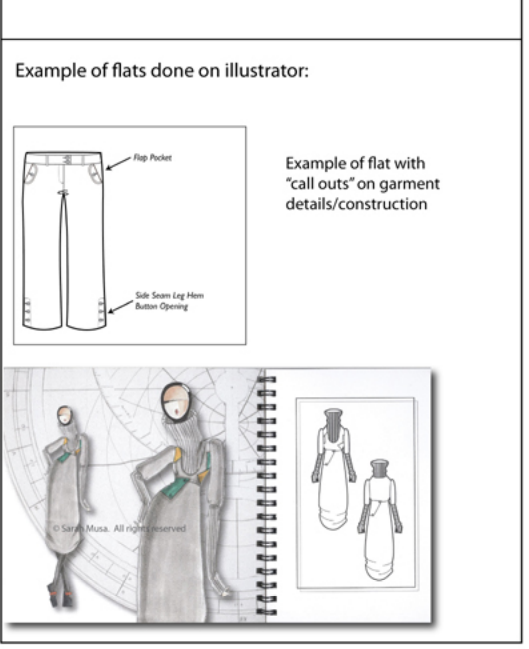 Example of flats done on illustrator:
Flap Pocket
Example of flat with
“call outs” on garment
details/construction
Side Seam Leg Hem
Button Opening
© Sarah Musa. All rights reserved